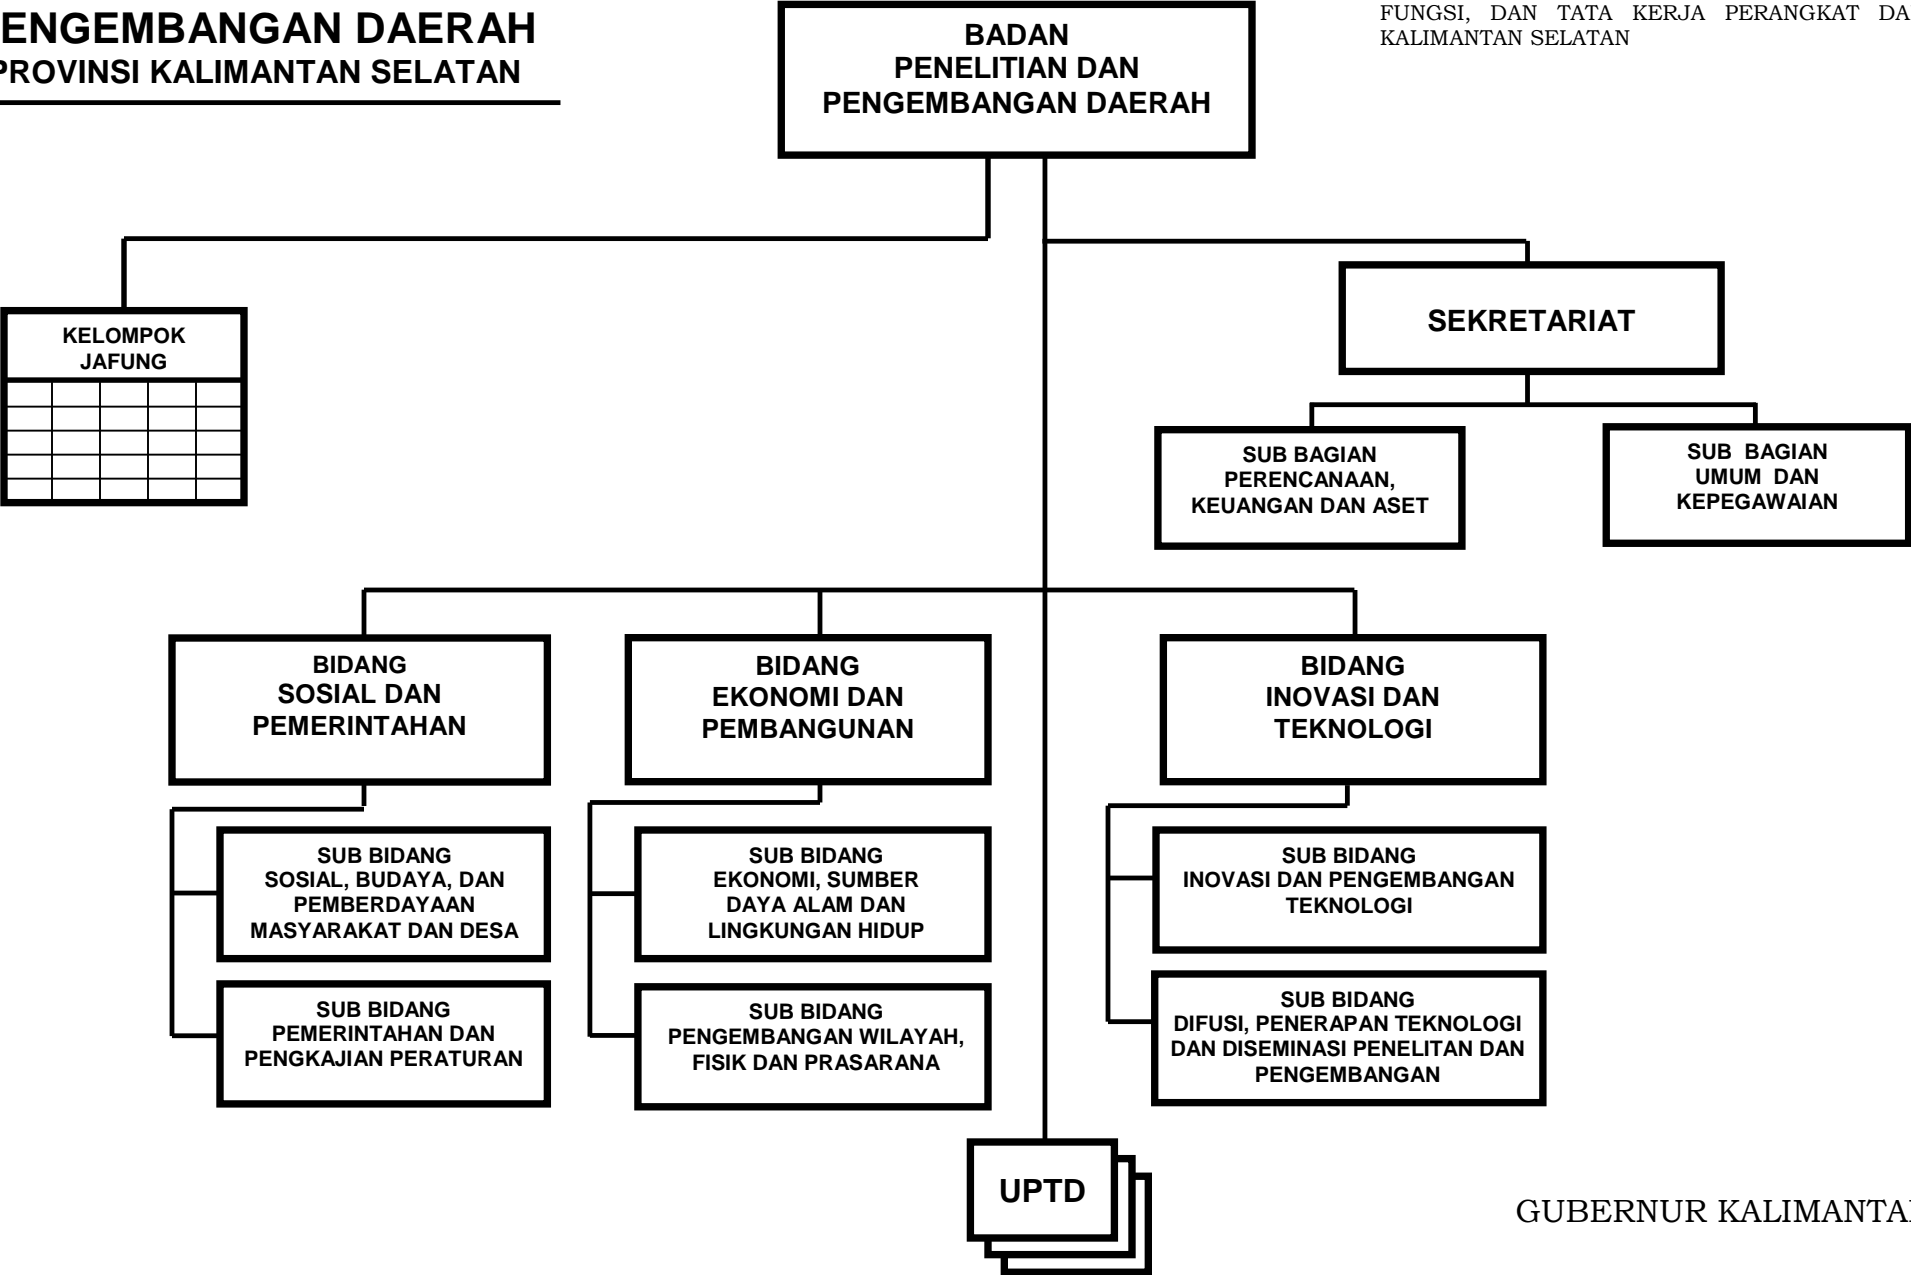 ENGEMBANGAN DAERAH
PROVINSI KALIMANTAN SELATAN
BADAN
PENELITIAN DAN
PENGEMBANGAN DAERAH
FUNGSI, DAN TATA KERJA PERANGKAT
KALIMANTAN SELATAN
KELOMPOK
JAFUNG
SEKRETARIAT
SUB BAGIAN
PERENCANAAN,
KEUANGAN DAN ASET
SUB BAGIAN
UMUM DAN
KEPEGAWAIAN
BIDANG
SOSIAL DAN
PEMERINTAHAN
BIDANG
EKONOMI DAN
PEMBANGUNAN
BIDANG
INOVASI DAN
TEKNOLOGI
SUB BIDANG
SOSIAL, BUDAYA, DAN
PEMBERDAYAAN
MASYARAKAT DAN DESA
SUB BIDANG
EKONOMI, SUMBER
DAYA ALAM DAN
LINGKUNGAN HIDUP
SUB BIDANG
INOVASI DAN PENGEMBANGAN
TEKNOLOGI
SUB BIDANG
PEMERINTAHAN DAN
PENGKAJIAN PERATURAN
SUB BIDANG
PENGEMBANGAN WILAYAH,
FISIK DAN PRASARANA
SUB BIDANG
DIFUSI, PENERAPAN TEKNOLOGI
DAN DISEMINASI PENELITAN DAN
PENGEMBANGAN
UPTD
GUBERNUR KALIMANTA